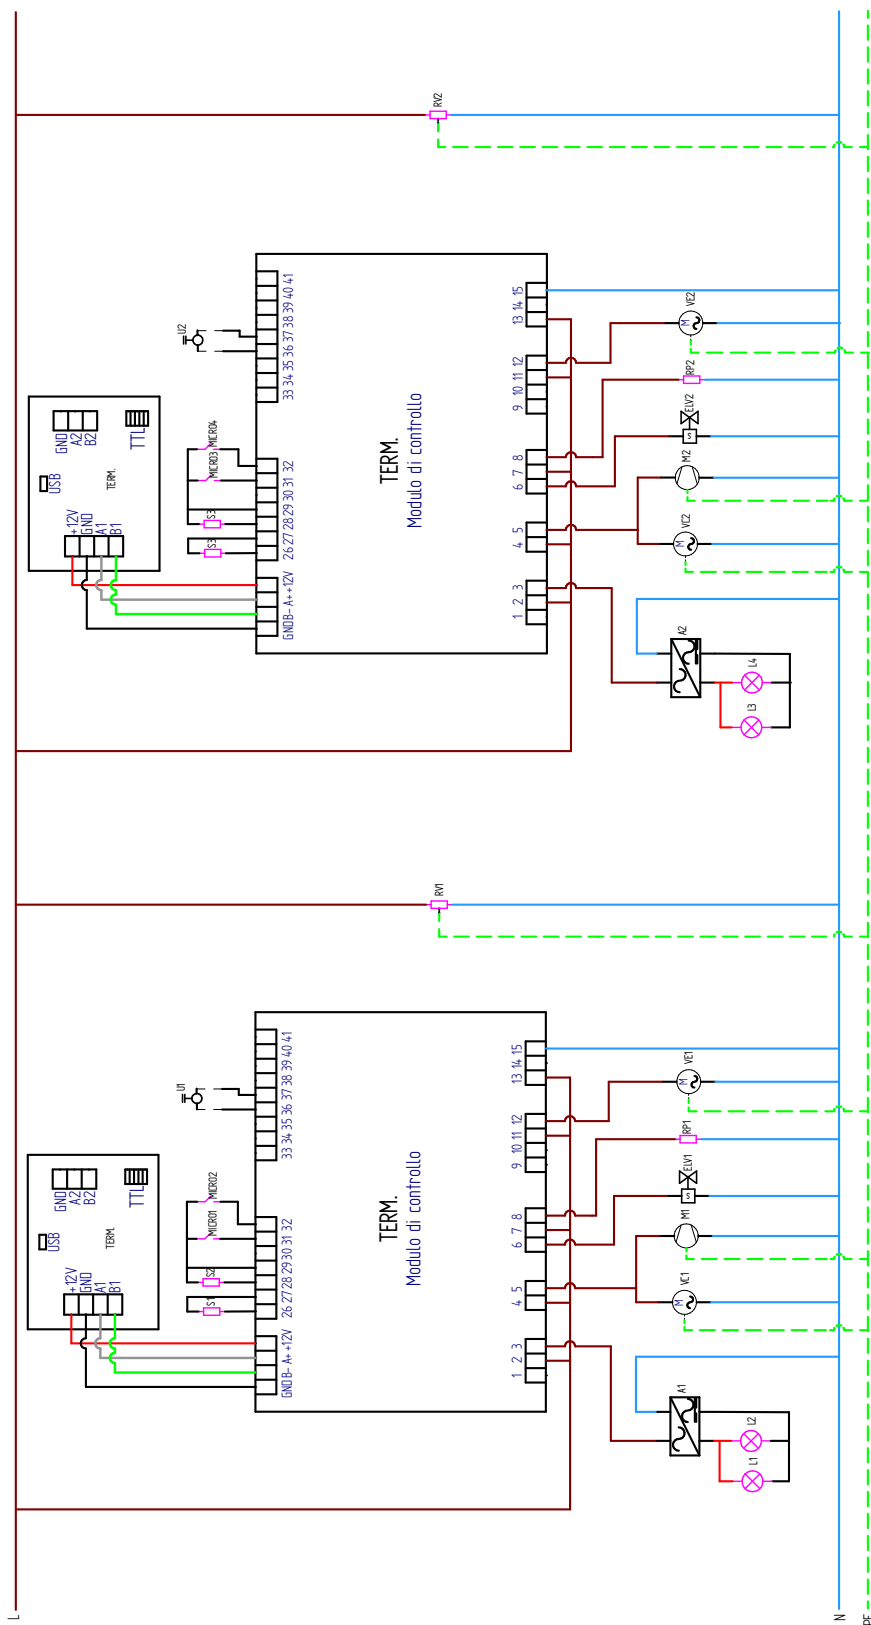 L
N
PE
RV2
U2
33 34 35 36 37 38 39 40 41
TERM.
Modulo di controllo
13 14 15
9 10 11 12
6 7 8
4 5
1 2 3
GND
A2
B2
TTL
USB
TERM.
+12V
GND
A1
B1
MICRO3
MICRO4
S3
S3
26 27 28 29 30 31 32
GND B- A+ +12V
VE2
RP2
ELV2
S
M2
VC2
M
M
A2
L4
L3
RV1
U1
33 34 35 36 37 38 39 40 41
TERM.
Modulo di controllo
13 14 15
9 10 11 12
6 7 8
4 5
1 2 3
GND
A2
B2
TTL
USB
TERM.
+12V
GND
A1
B1
MICRO1
MICRO2
S2
S1
26 27 28 29 30 31 32
GND B- A+ +12V
VE1
RP1
ELV1
S
M1
VC1
M
M
A1
L2
L1